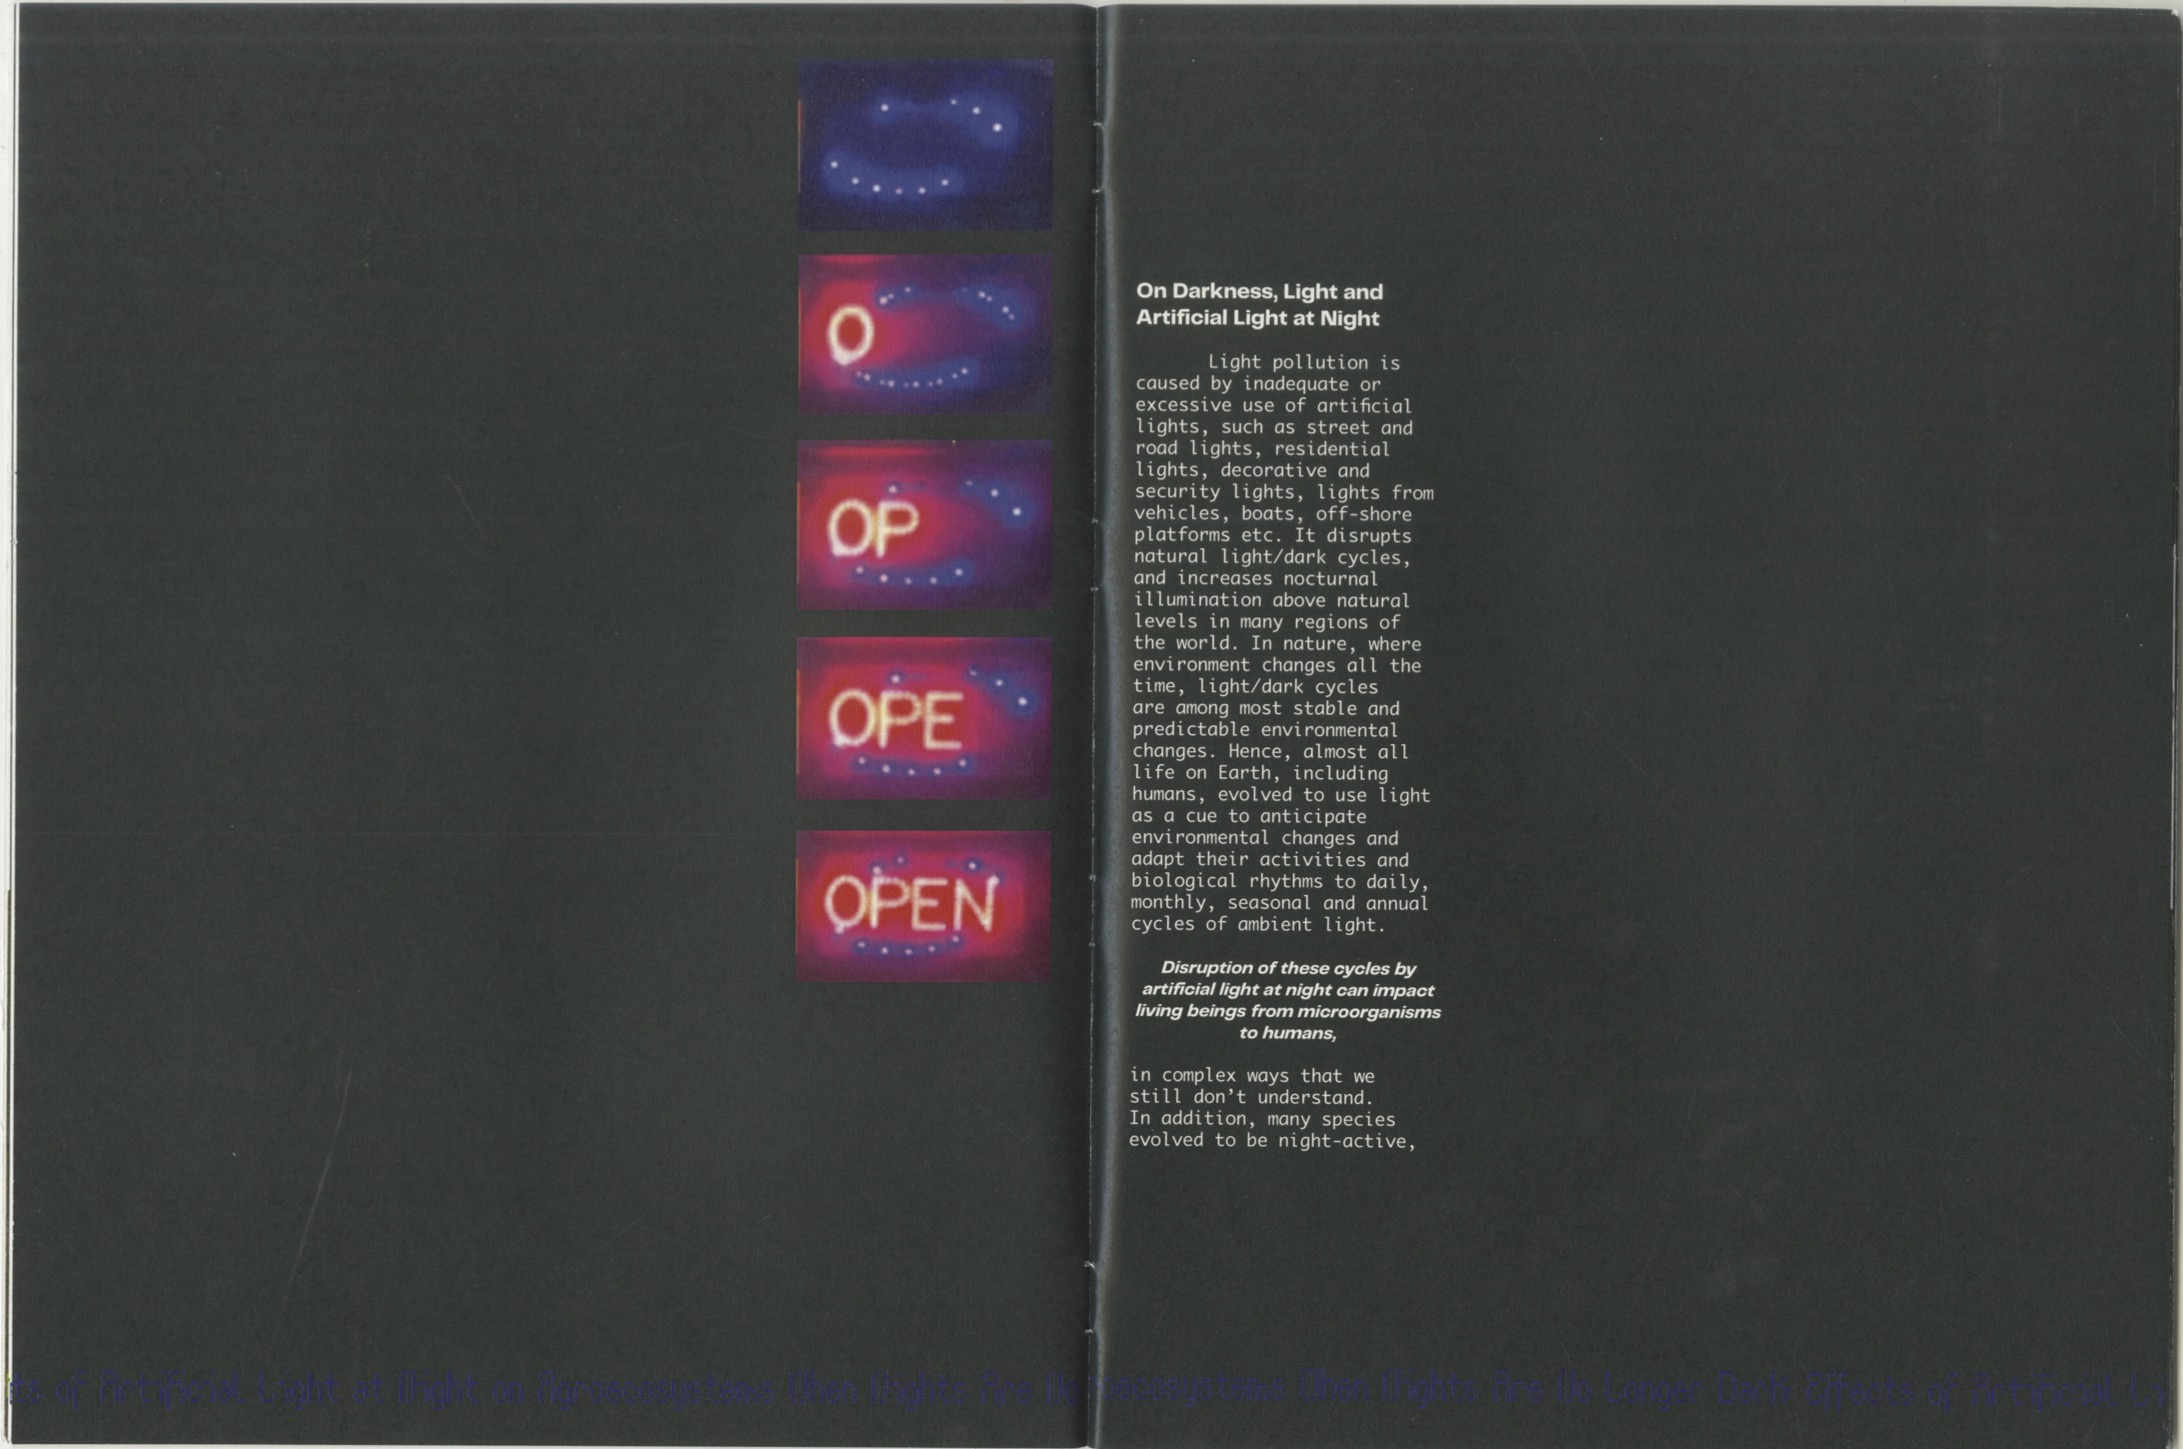 O
OP
OPE
OPEN
On Darkness, Light and
Artificial Light at Night
Light pollution is
caused by inadequate or
excessive use of artificial
lights, such as street and
road lights, residential
lights, decorative and
security lights, lights from
vehicles, boats, off-shore
platforms etc. It disrupts
natural light/dark cycles,
and increases nocturnal
illumination above natural
levels in many regions of
the world. In nature, where
environment changes all the
time, light/dark cycles
are among most stable and
predictable environmental
changes. Hence, almost all
life on Earth, including
humans, evolved to use light
as a cue to anticipate
environmental changes and
adapt their activities and
biological rhythms to daily,
monthly, seasonal and annual
cycles of ambient light.
Disruption of these cycles by
artificial light at night can impact
living beings from microorganisms
to humans,
in complex ways that we
still don't understand.
In addition, many species
evolved to be night-active,
ts of Artificial Light at Night on Agroecosystems When Nights Are No
oecosystems When Nights Are No Longer Dark Effects of Artificial Li